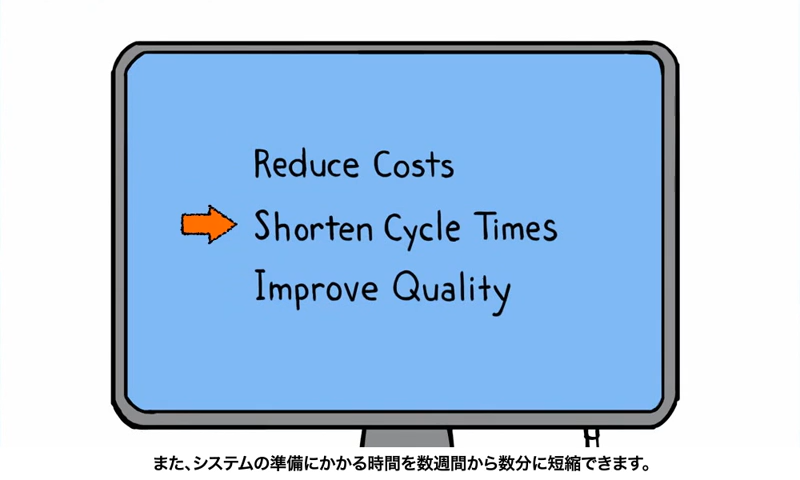 Reduce Costs
Shorten Cycle Times
Improve Quality
また、システムの準備にかかる時間を数週間から数分に短縮できます。